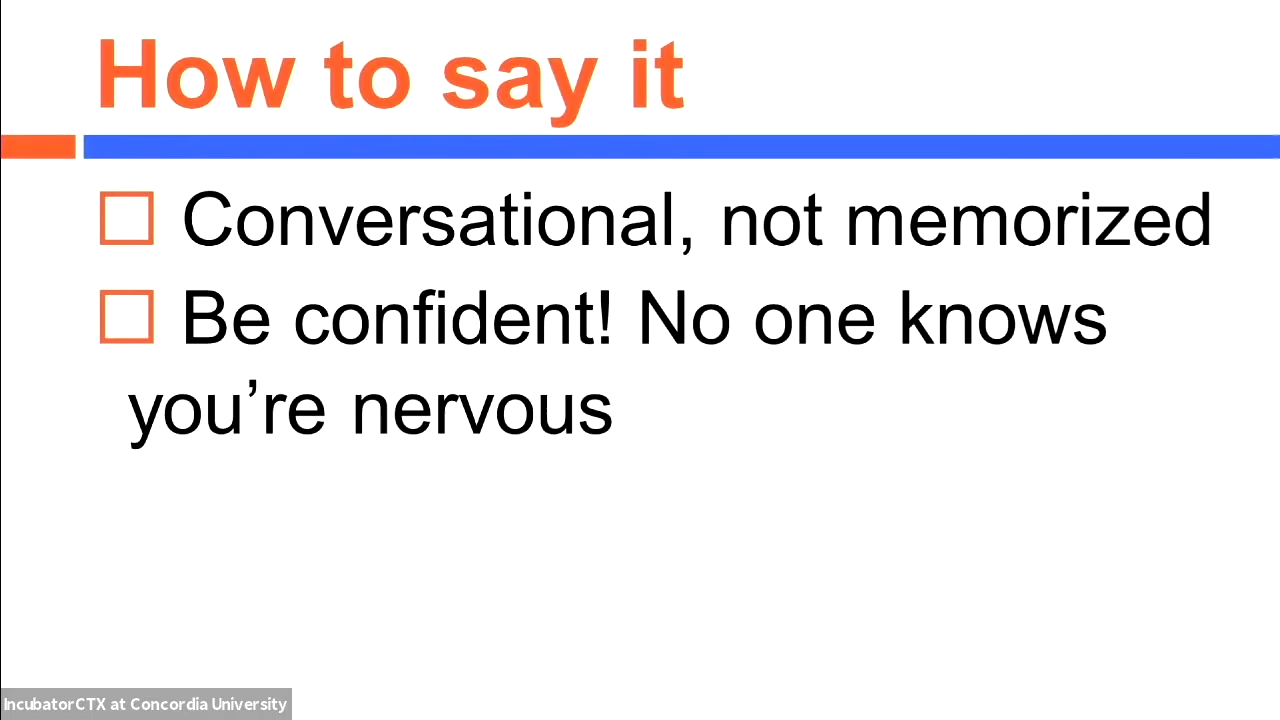 How to say it
Conversational, not memorized
Be confident! No one knows
you’re nervous
IncubatorCTX at Concordia University